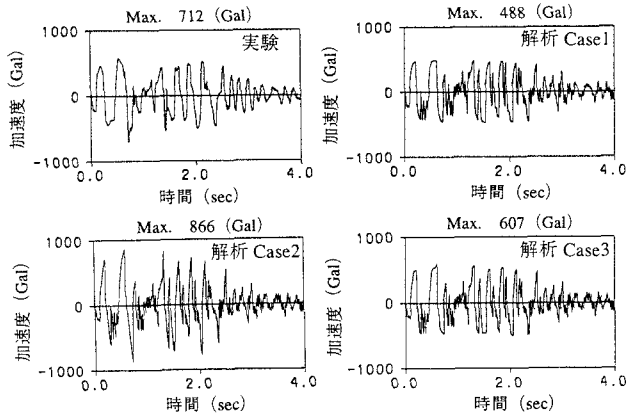 Max. 712 (Gal)
実験
加速度 (Gal)
1000
0
-1000
0.0
2.0
4.0
時間 (sec)
Max. 488 (Gal)
解析 Case1
加速度 (Gal)
1000
0
-1000
0.0
2.0
4.0
時間 (sec)
Max. 866 (Gal)
解析 Case2
加速度 (Gal)
1000
0
-1000
0.0
2.0
4.0
時間 (sec)
Max. 607 (Gal)
解析 Case3
加速度 (Gal)
1000
0
-1000
0.0
2.0
4.0
時間 (sec)